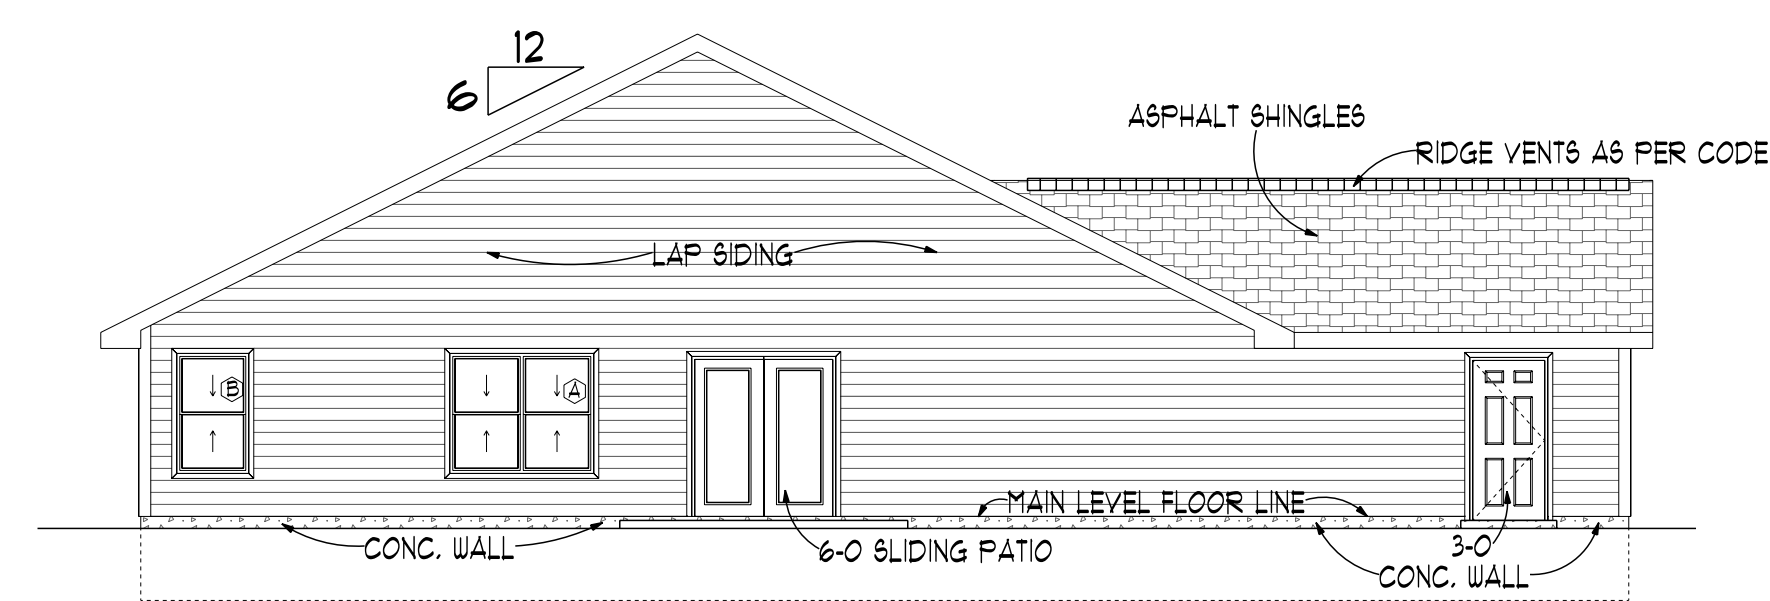 12
6
ASPHALT SHINGLES
RIDGE VENTS AS PER CODE
LAP SIDING
B
A
MAIN LEVEL FLOOR LINE
CONC. WALL
6-0 SLIDING PATIO
3-0
CONC. WALL